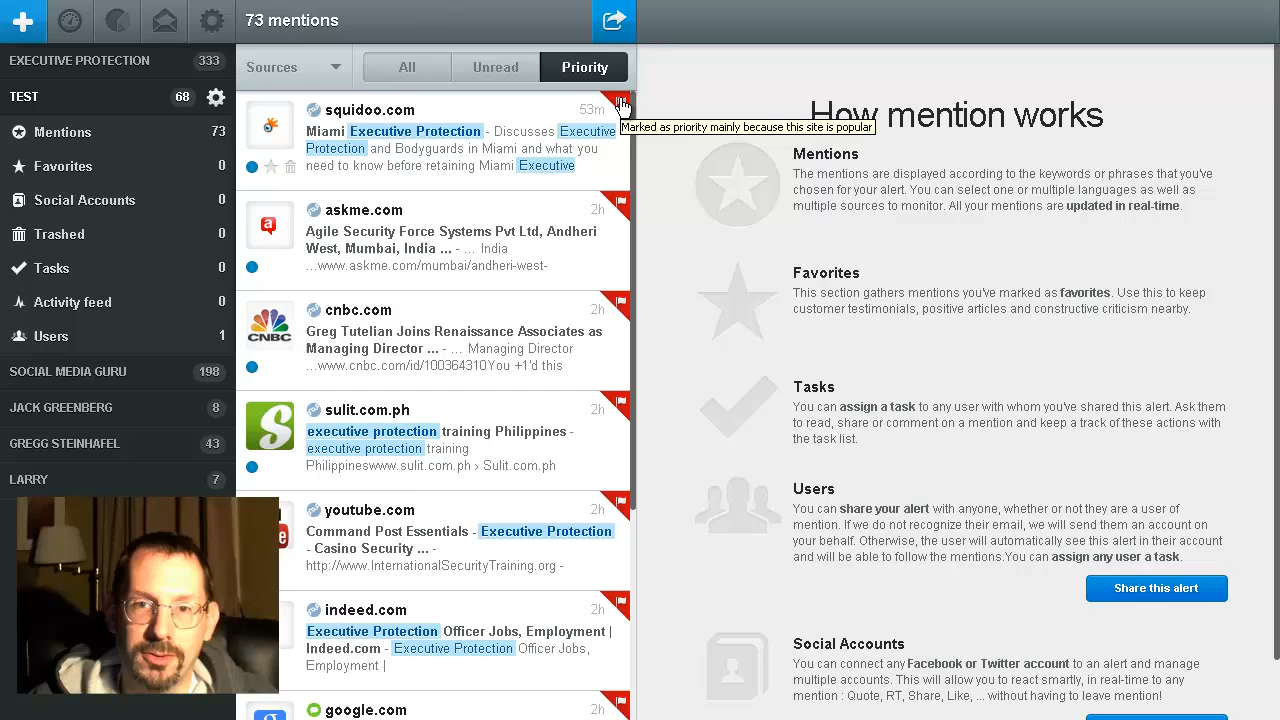 73 mentions
EXECUTIVE PROTECTION 333
TEST 68
Mentions 73
Favorites 0
Social Accounts 0
Trashed 0
Tasks 0
Activity feed 0
Users 1
SOCIAL MEDIA GURU 198
JACK GREENBERG 8
GREGG STEINHAFEL 43
LARRY 7
Sources
All
Unread
Priority
squidoo.com 53m
Miami Executive Protection - Discusses Executive
Protection and Bodyguards in Miami and what you
need to know before retaining Miami Executive
a
askme.com 2h
Agile Security Force Systems Pvt Ltd, Andheri
West, Mumbai, India ... - ... India
...www.askme.com/mumbai/andheri-west-
CNBC
cnbc.com 2h
Greg Tutelian Joins Renaissance Associates as
Managing Director ... - ... Managing Director
...www.cnbc.com/id/100364310You +1'd this
S
sulit.com.ph 2h
executive protection training Philippines -
executive protection training
Philippineswww.sulit.com.ph › Sulit.com.ph
youtube.com 2h
Command Post Essentials - Executive Protection
- Casino Security ... -
http://www.InternationalSecurityTraining.org -
indeed.com 2h
Executive Protection Officer Jobs, Employment |
Indeed.com - Executive Protection Officer Jobs,
Employment |
google.com 2h
Marked as priority mainly because this site is popular
How mention works
Mentions
The mentions are displayed according to the keywords or phrases that you've
chosen for your alert. You can select one or multiple languages as well as
multiple sources to monitor. All your mentions are updated in real-time.
Favorites
This section gathers mentions you've marked as favorites. Use this to keep
customer testimonials, positive articles and constructive criticism nearby.
Tasks
You can assign a task to any user with whom you've shared this alert. Ask them
to read, share or comment on a mention and keep a track of these actions with
the task list.
Users
You can share your alert with anyone, whether or not they are a user of
mention. If we do not recognize their email, we will send them an account on
your behalf. Otherwise, the user will automatically see this alert in their account
and will be able to follow the mentions.You can assign any user a task.
Share this alert
Social Accounts
You can connect any Facebook or Twitter account to an alert and manage
multiple accounts. This will allow you to react smartly, in real-time to any
mention : Quote, RT, Share, Like, ... without having to leave mention!